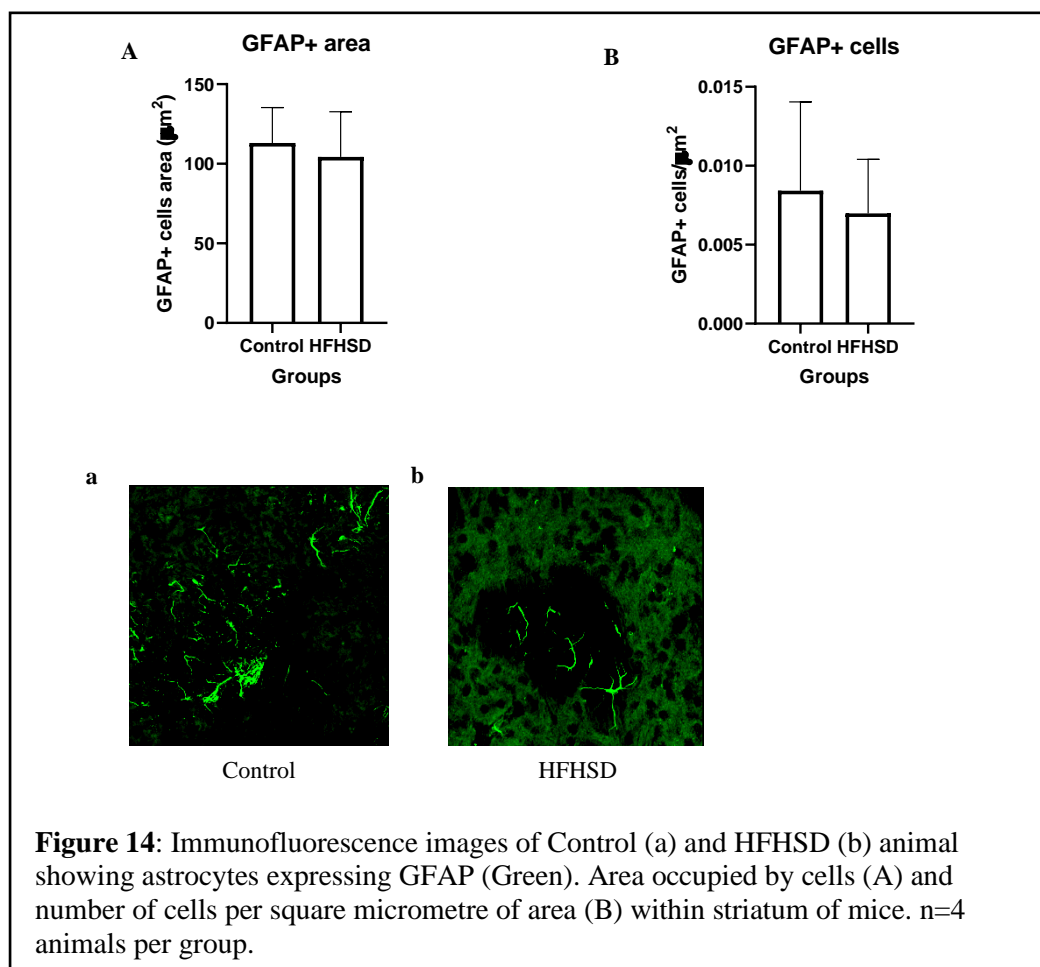 A
GFAP+ area
GFAP+ cells area (µm²)
150
100
50
0
Control HFHSD
Groups
B
GFAP+ cells
GFAP+ cells/µm²
0.015
0.010
0.005
0.000
Control HFHSD
Groups
a
b
Control
HFHSD
Figure 14: Immunofluorescence images of Control (a) and HFHSD (b) animal
showing astrocytes expressing GFAP (Green). Area occupied by cells (A) and
number of cells per square micrometre of area (B) within striatum of mice. n=4
animals per group.